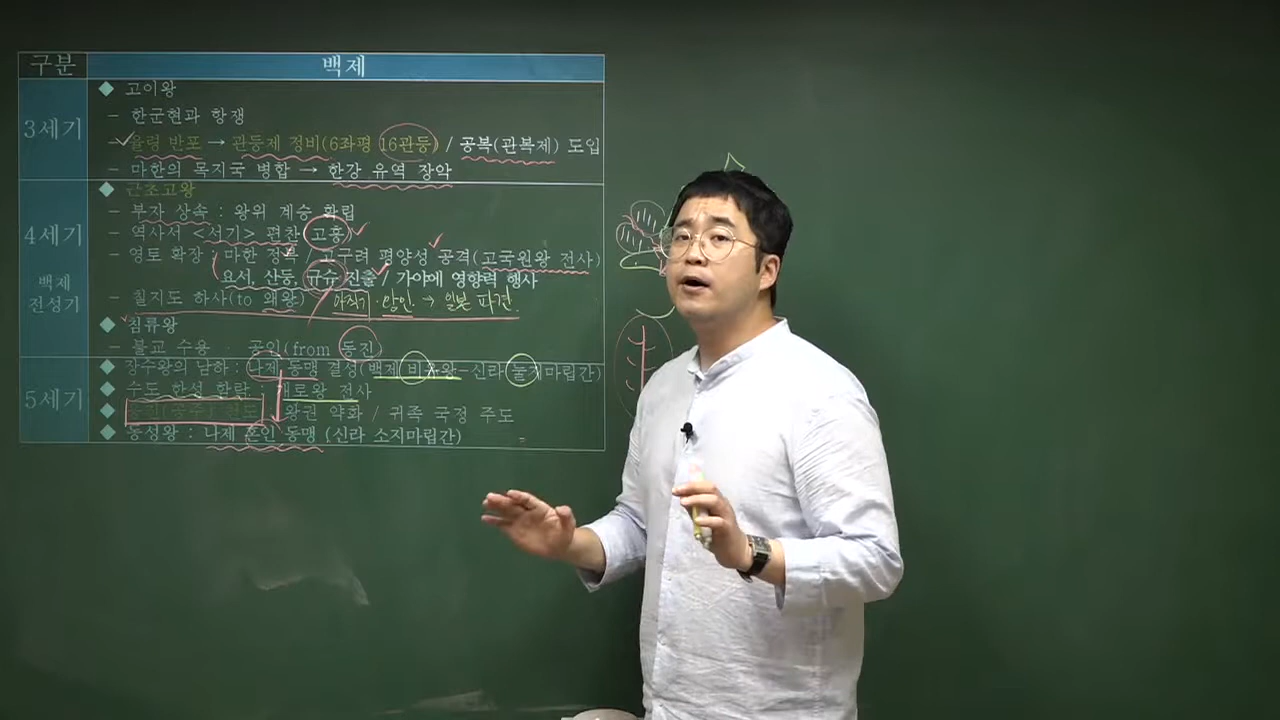 구분 백제
3세기
◆ 고이왕
- 한군현과 항쟁
- 율령 반포 → 관등제 정비(6좌평 16관등) / 공복(관복제) 도입
- 마한의 목지국 병합 → 한강 유역 장악
4세기
백제
전성기
◆ 근초고왕
- 부자 상속 : 왕위 계승 확립
- 역사서 <서기> 편찬 고흥)
- 영토 확장 : 마한 정복 / 고구려 평양성 공격(고국원왕 전사)
요서, 산둥, 규슈 진출 / 가야에 영향력 행사
- 칠지도 하사(to 왜왕) 아직기·왕인 → 일본 파견.
◆ 침류왕
- 불교 수용 · 공인(from 동진)
5세기
◆ 장수왕의 남하 : 나제 동맹 결성(백제 비유왕-신라 눌지마립간)
◆ 수도 한성 함락 전사
◆ 왕권 약화 / 귀족 국정 주도
◆ 동성왕 : 나제 혼인 동맹 (신라 소지마립간)